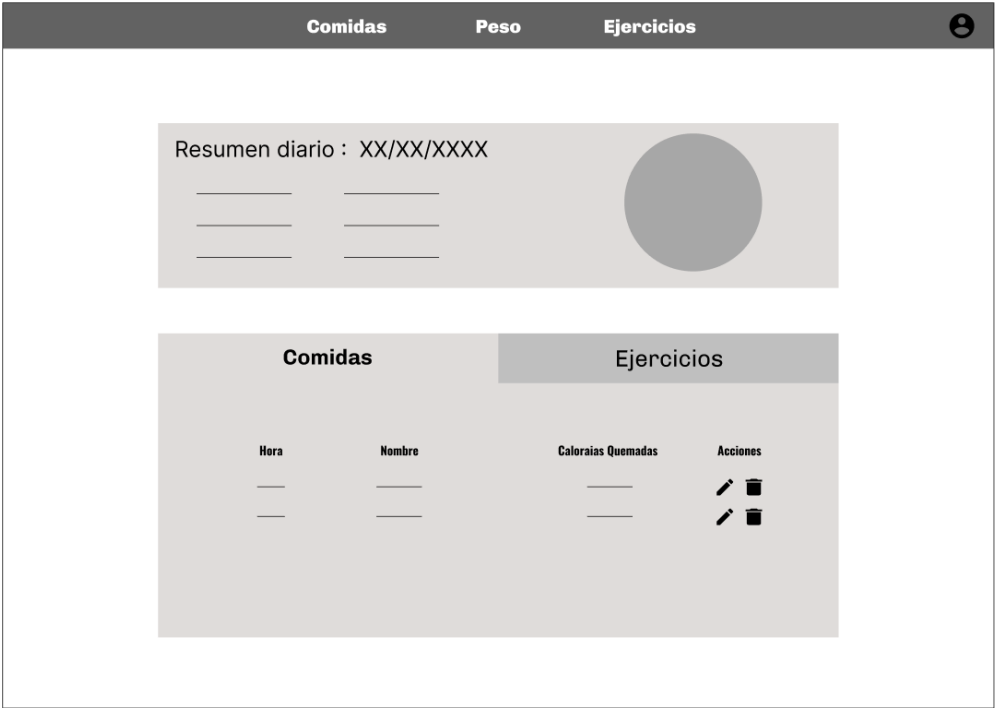 Comidas Peso Ejercicios
Resumen diario : XX/XX/XXXX
Comidas Ejercicios
Hora Nombre Caloraias Quemadas Acciones